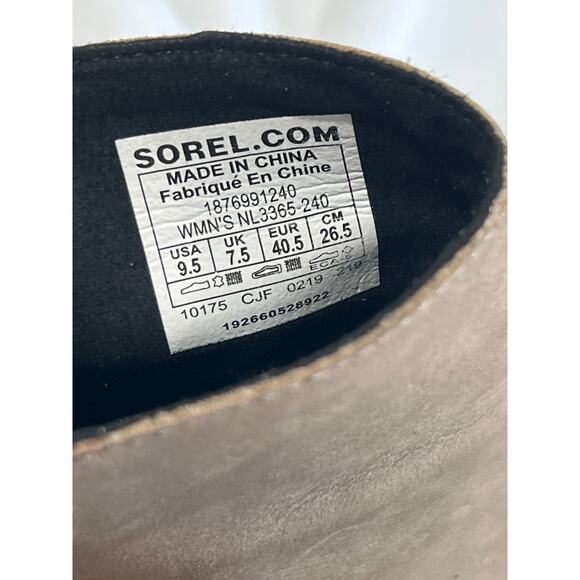 SOREL.COM
MADE IN CHINA
Fabriqué En Chine
1876991240
WMN'S NL3365-240
USA UK EUR CM
9.5 7.5 40.5 26.5
10175 CJF 0219 219
192660528922